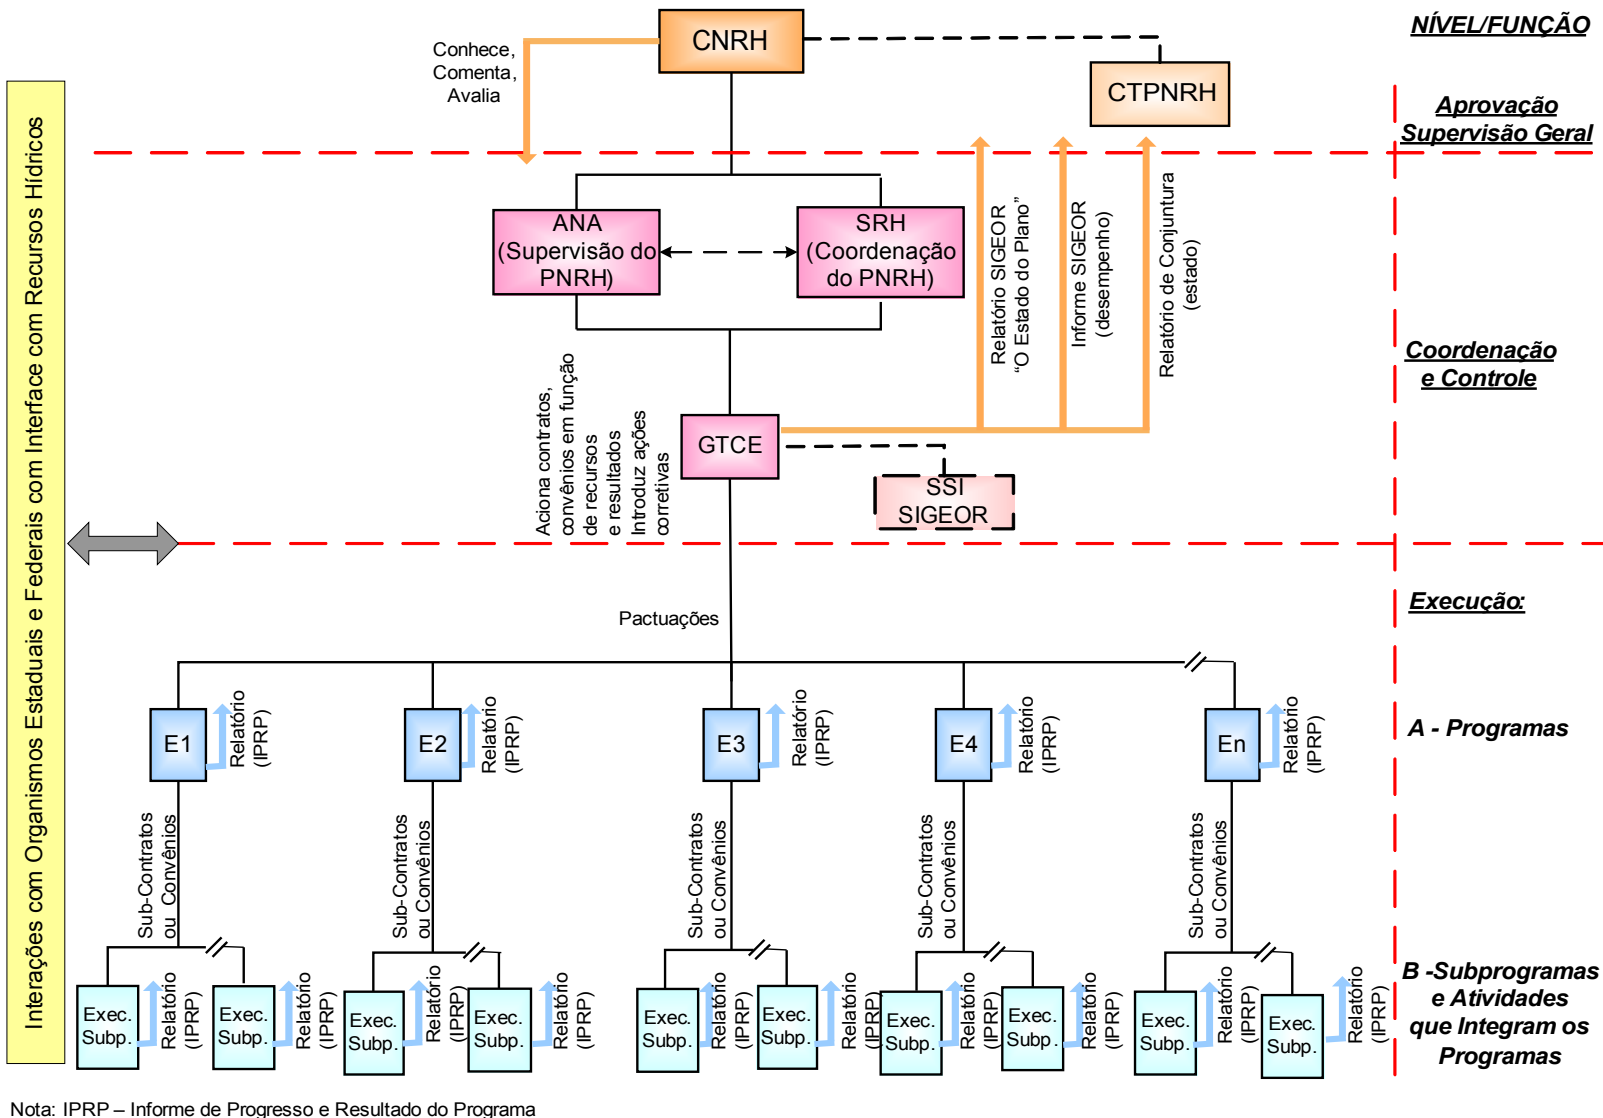 NÍVEL/FUNÇÃO
CNRH
Conhece,
Comenta,
Avalia
CTPNRH
Aprovação
Supervisão Geral
Interações com Organismos Estaduais e Federais com Interface com Recursos Hídricos
ANA
(Supervisão do
PNRH)
SRH
(Coordenação
do PNRH)
Relatório SIGEOR
“O Estado do Plano”
Informe SIGEOR
(desempenho)
Relatório de Conjuntura
(estado)
Coordenação
e Controle
Aciona contratos,
convênios em função
de recursos
e resultados
Introduz ações
corretivas
GTCE
SSI
SIGEOR
Execução:
Pactuações
E1
Relatório
(IPRP)
E2
Relatório
(IPRP)
E3
Relatório
(IPRP)
E4
Relatório
(IPRP)
En
Relatório
(IPRP)
A - Programas
Sub-Contratos
ou Convênios
Sub-Contratos
ou Convênios
Sub-Contratos
ou Convênios
Sub-Contratos
ou Convênios
Sub-Contratos
ou Convênios
Exec.
Subp.
Relatório
(IPRP)
Exec.
Subp.
Relatório
(IPRP)
Exec.
Subp.
Relatório
(IPRP)
Exec.
Subp.
Relatório
(IPRP)
Exec.
Subp.
Relatório
(IPRP)
Exec.
Subp.
Relatório
(IPRP)
Exec.
Subp.
Relatório
(IPRP)
Exec.
Subp.
Relatório
(IPRP)
Exec.
Subp.
Relatório
(IPRP)
Exec.
Subp.
Relatório
(IPRP)
B -Subprogramas
e Atividades
que Integram os
Programas
Nota: IPRP – Informe de Progresso e Resultado do Programa